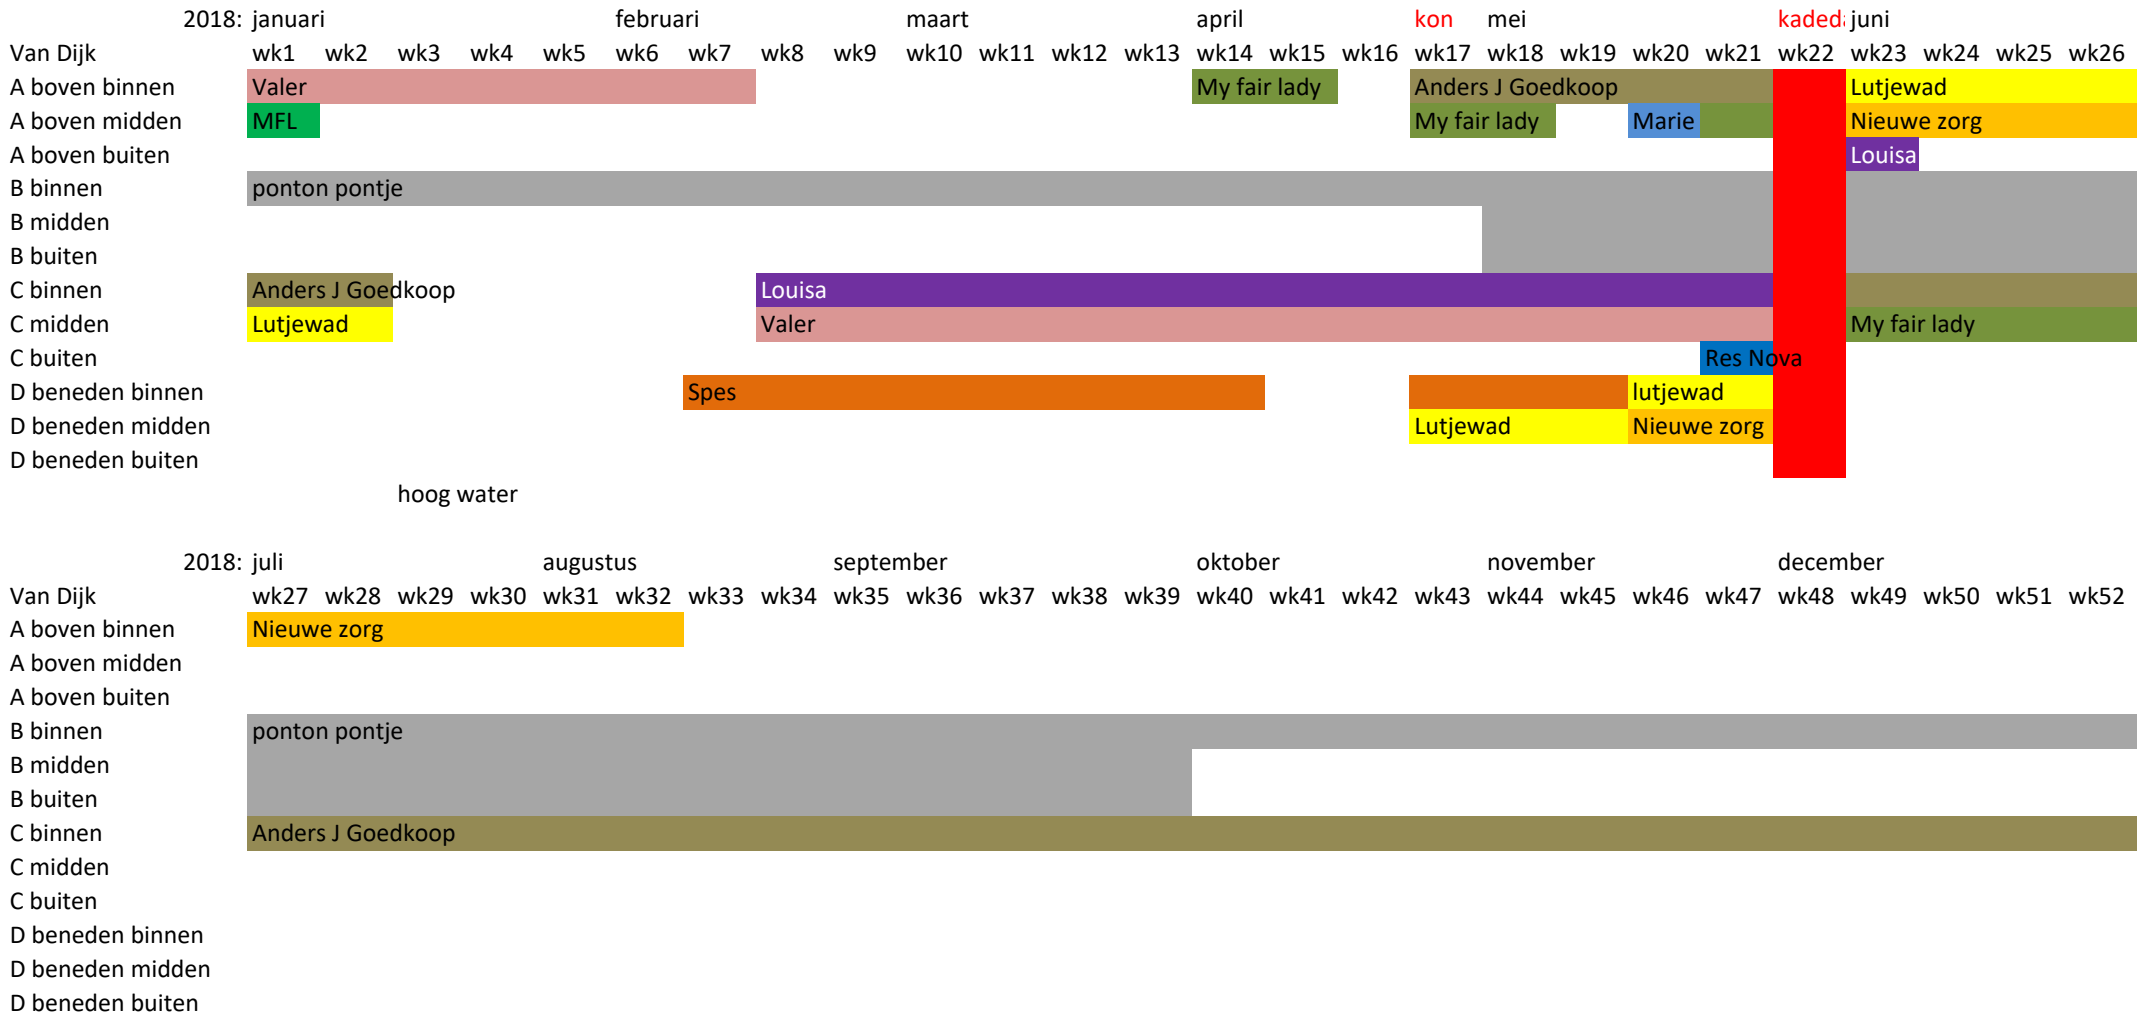 2018: januari februari maart april kon mei kadeda juni
Van Dijk wk1 wk2 wk3 wk4 wk5 wk6 wk7 wk8 wk9 wk10 wk11 wk12 wk13 wk14 wk15 wk16 wk17 wk18 wk19 wk20 wk21 wk22 wk23 wk24 wk25 wk26
A boven binnen Valer My fair lady Anders J Goedkoop Lutjewad
A boven midden MFL My fair lady Marie Nieuwe zorg
A boven buiten Louisa
B binnen ponton pontje
B midden
B buiten
C binnen Anders J Goedkoop Louisa
C midden Lutjewad Valer My fair lady
C buiten Res Nova
D beneden binnen Spes lutjewad
D beneden midden Lutjewad Nieuwe zorg
D beneden buiten
hoog water
2018: juli augustus september oktober november december
Van Dijk wk27 wk28 wk29 wk30 wk31 wk32 wk33 wk34 wk35 wk36 wk37 wk38 wk39 wk40 wk41 wk42 wk43 wk44 wk45 wk46 wk47 wk48 wk49 wk50 wk51 wk52
A boven binnen Nieuwe zorg
A boven midden
A boven buiten
B binnen ponton pontje
B midden
B buiten
C binnen Anders J Goedkoop
C midden
C buiten
D beneden binnen
D beneden midden
D beneden buiten